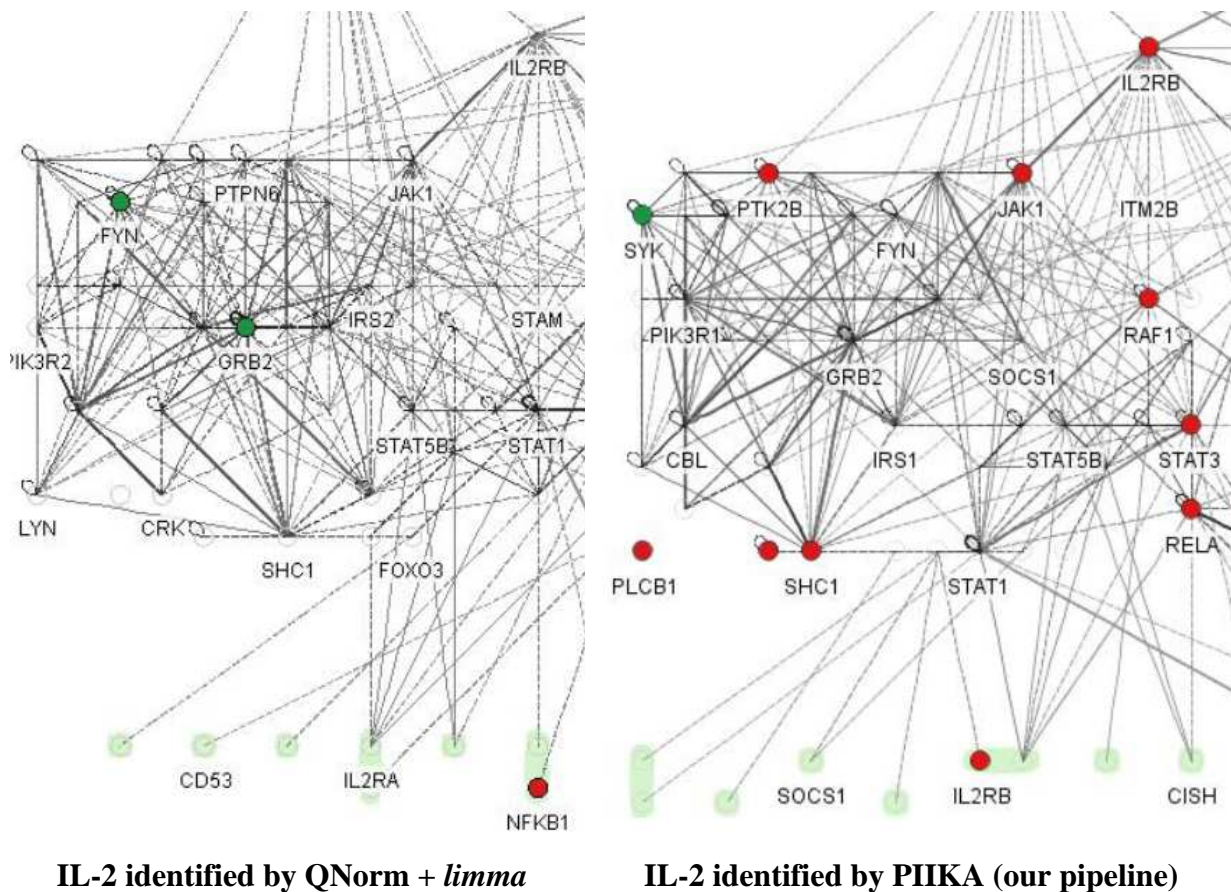 IL2RB
IL2RB
PTPN6 JAK1
FYN
PTK2B JAK1 ITM2B
SYK FYN
IRS2 STAM
PIK3R2 GRB2
PIK3R1 RAF1
GRB2 SOCS1
STAT5B STAT1
CBL IRS1 STAT5B STAT3
LYN CRK
SHC1 FOXO3
RELA
PLCB1 SHC1 STAT1
CD53 IL2RA
NFKB1
SOCS1 IL2RB CISH
IL-2 identified by QNorm + limma IL-2 identified by PIIKA (our pipeline)